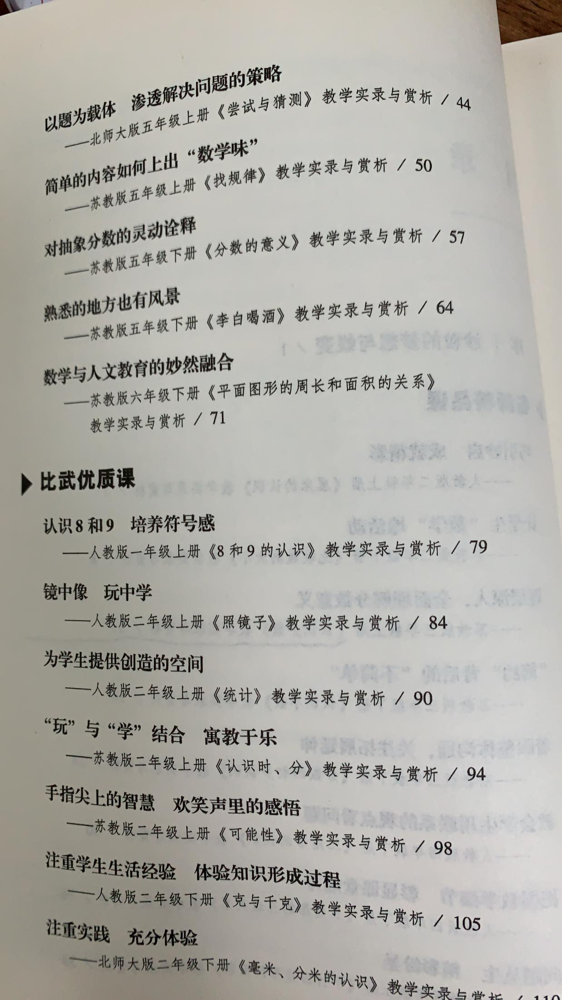 以题为载体　渗透解决问题的策略
——北师大版五年级上册《尝试与猜测》教学实录与赏析 / 44
简单的内容如何上出“数学味”
——苏教版五年级上册《找规律》教学实录与赏析 / 50
对抽象分数的灵动诠释
——苏教版五年级下册《分数的意义》教学实录与赏析 / 57
熟悉的地方也有风景
——苏教版五年级下册《李白喝酒》教学实录与赏析 / 64
数学与人文教育的妙然融合
——苏教版六年级下册《平面图形的周长和面积的关系》
教学实录与赏析 / 71
比武优质课
认识8和9　培养符号感
——人教版一年级上册《8和9的认识》教学实录与赏析 / 79
镜中像　玩中学
——人教版二年级上册《照镜子》教学实录与赏析 / 84
为学生提供创造的空间
——人教版二年级上册《统计》教学实录与赏析 / 90
“玩”与“学”结合　寓教于乐
——苏教版二年级上册《认识时、分》教学实录与赏析 / 94
手指尖上的智慧　欢笑声里的感悟
——苏教版二年级上册《可能性》教学实录与赏析 / 98
注重学生生活经验　体验知识形成过程
——人教版二年级下册《克与千克》教学实录与赏析 / 105
注重实践　充分体验
——北师大版二年级下册《毫米、分米的认识》教学实录与赏析 /